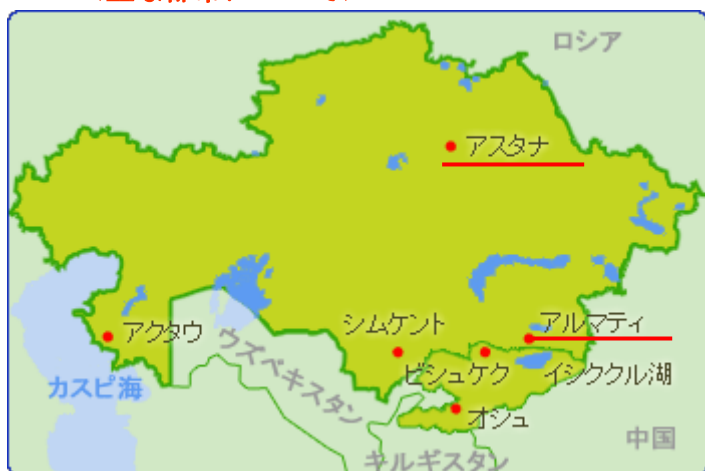 ロシア
アスタナ
アクタウ
シムケント
アルマティ
ウズベキスタン
ビシュケク
イシククル湖
カスピ海
オシュ
中国
キルギスタン